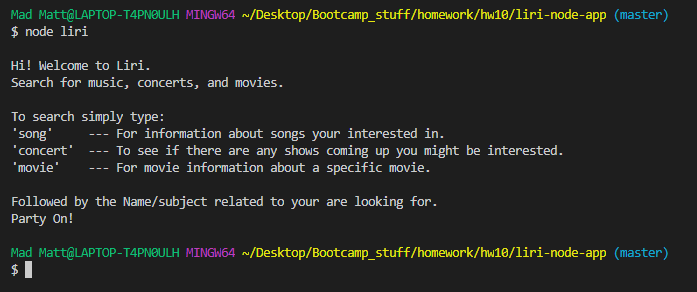 Mad Matt@LAPTOP-T4PN0ULH MINGW64 ~/Desktop/Bootcamp_stuff/homework/hw10/liri-node-app (master)
$ node liri
Hi! Welcome to Liri.
Search for music, concerts, and movies.
To search simply type:
'song'     --- For information about songs your interested in.
'concert'  --- To see if there are any shows coming up you might be interested.
'movie'    --- For movie information about a specific movie.
Followed by the Name/subject related to your are looking for.
Party On!
Mad Matt@LAPTOP-T4PN0ULH MINGW64 ~/Desktop/Bootcamp_stuff/homework/hw10/liri-node-app (master)
$